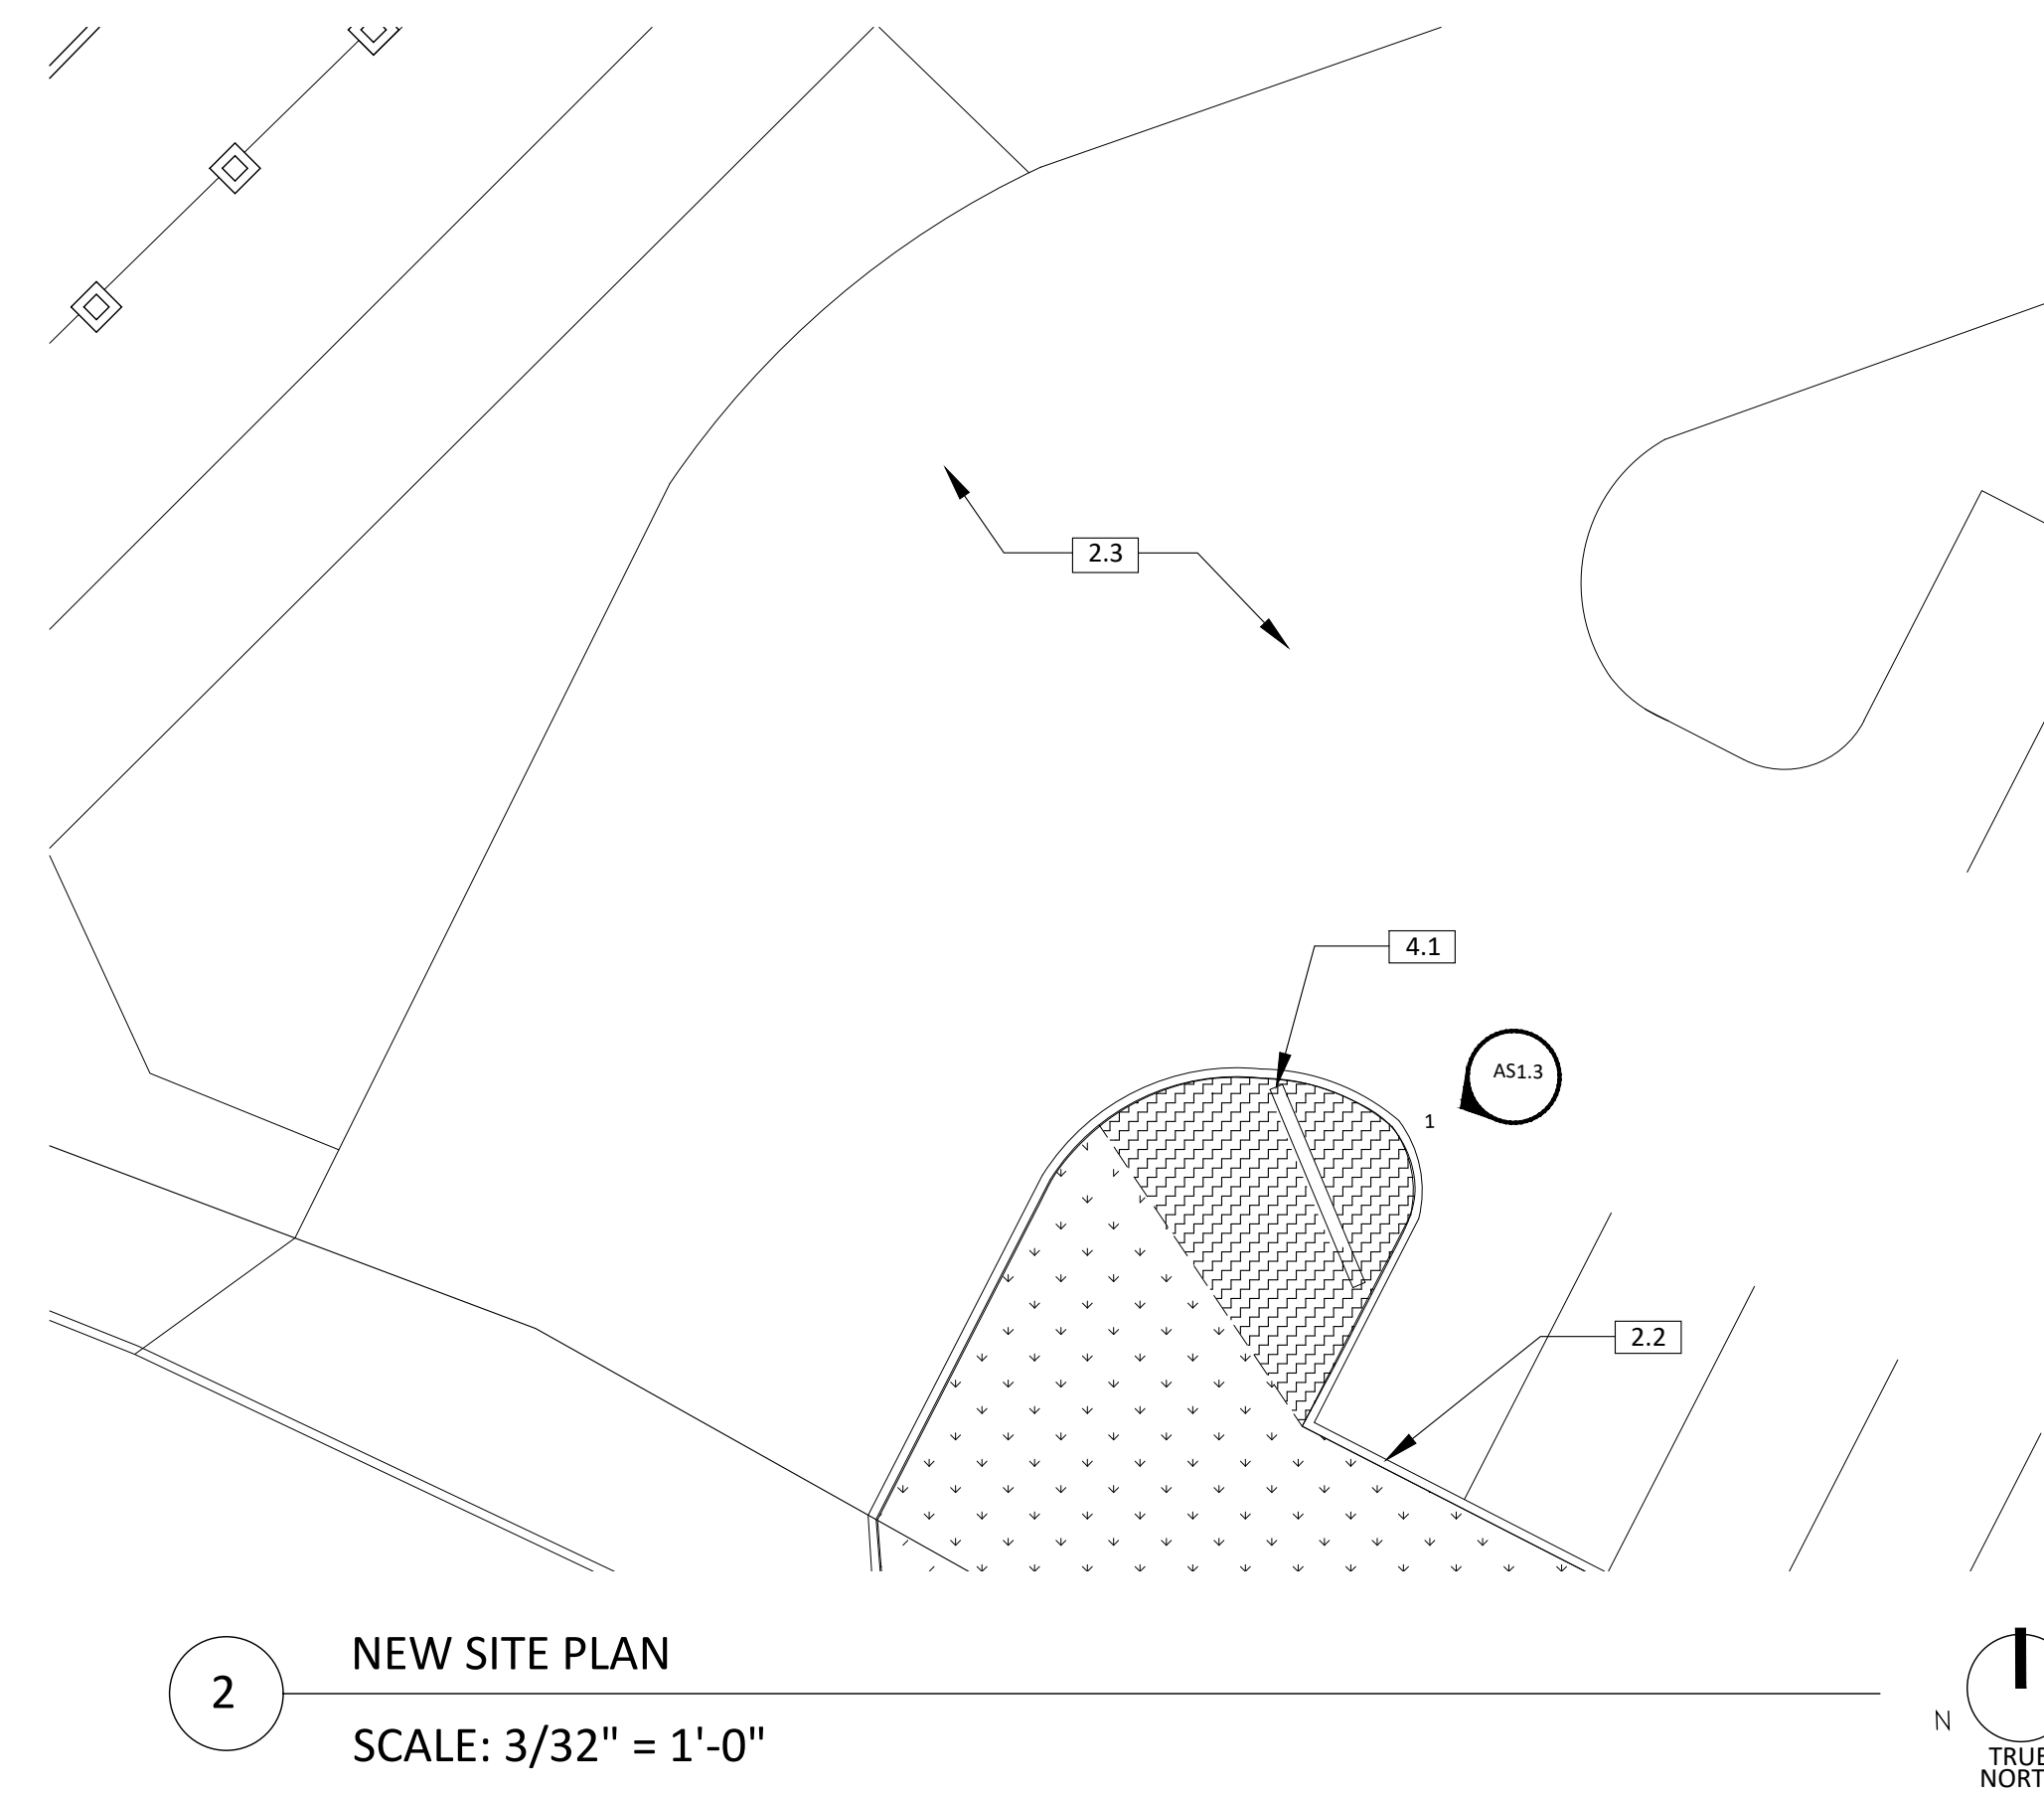 2.3
4.1
AS1.3
1
2.2
2
NEW SITE PLAN
SCALE: 3/32" = 1'-0"
N
TRUE
NORT